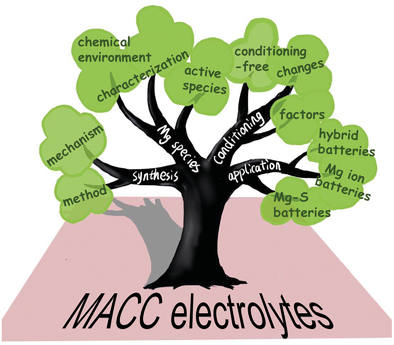 chemical
environment
characterization
active
species
conditioning
-free
changes
factors
mechanism
method
Mg species
synthesis
conditioning
application
hybrid
batteries
Mg ion
batteries
Mg-S
batteries
MACC electrolytes